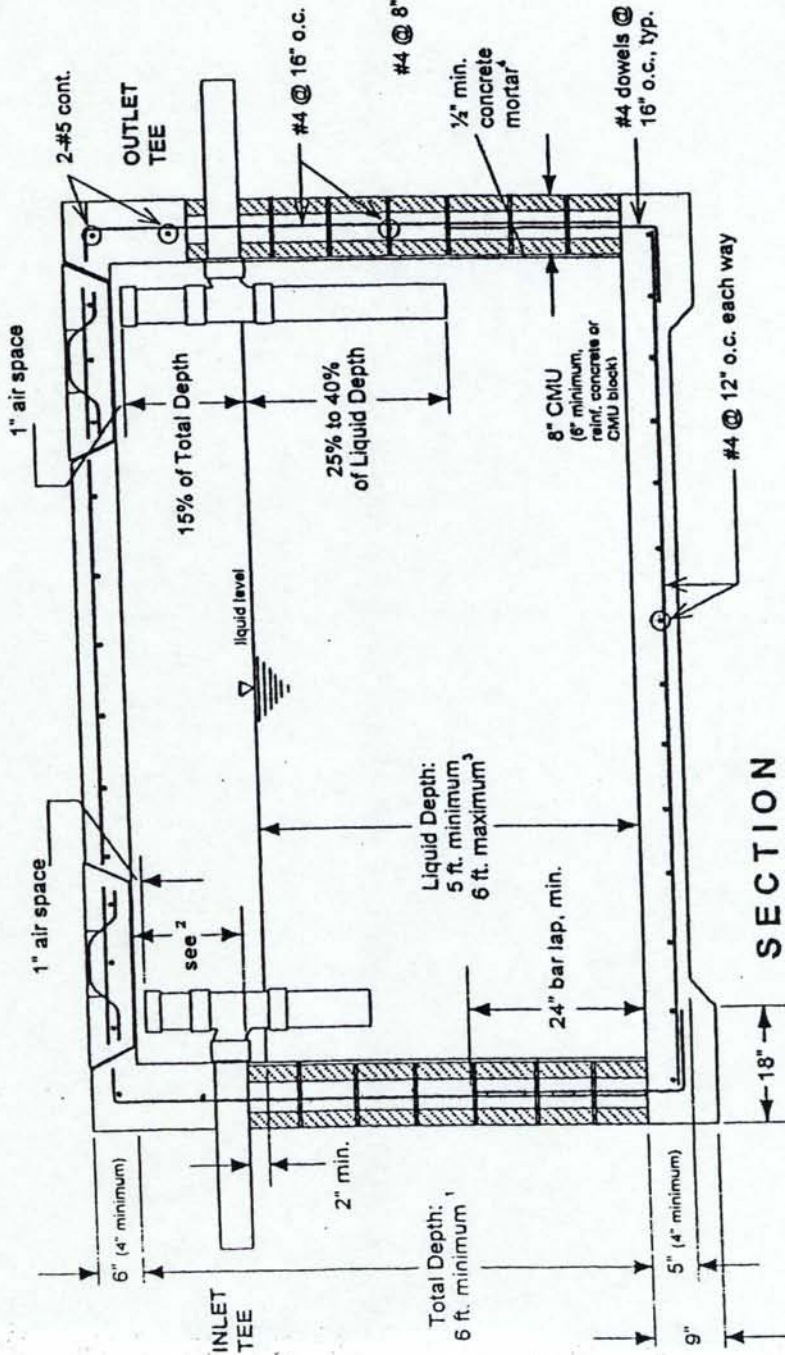 1" air space
1" air space
2-#5 cont.
OUTLET
TEE
#4 @ 16" o.c.
#4 @ 8"
½" min.
concrete
mortar⁴
#4 dowels @
16" o.c., typ.
15% of Total Depth
25% to 40%
of Liquid Depth
liquid level
8" CMU
(6" minimum,
reinf. concrete or
CMU block)
see ²
Liquid Depth:
5 ft. minimum
6 ft. maximum³
24" bar lap, min.
#4 @ 12" o.c. each way
6" (4" minimum)
INLET
TEE
2" min.
Total Depth:
6 ft. minimum ¹
5" (4" minimum)
9"
18"
SECTION